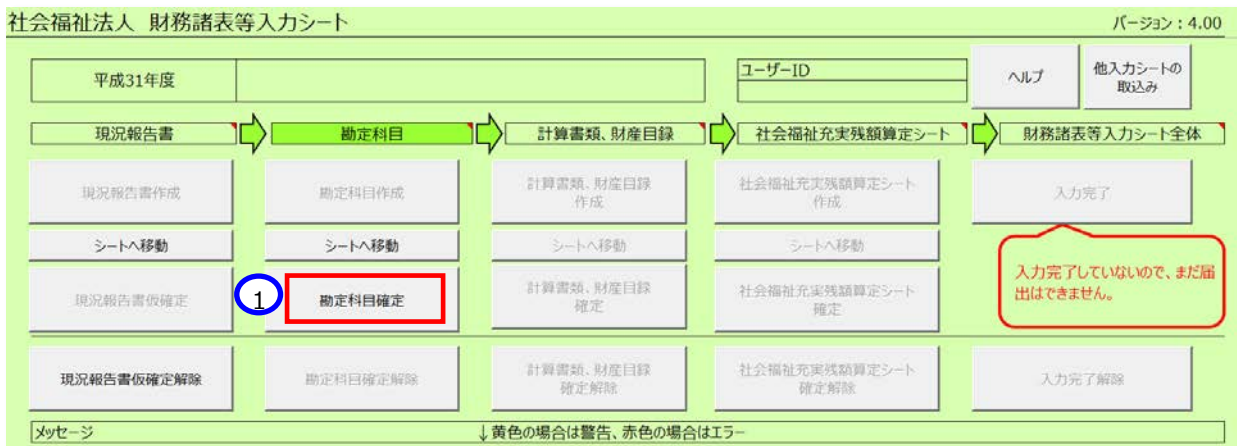 社会福祉法人 財務諸表等入力シート
バージョン：4.00
平成31年度
ユーザーID
ヘルプ
他入力シートの
取込み
現況報告書
勘定科目
計算書類、財産目録
社会福祉充実残額算定シート
財務諸表等入力シート全体
現況報告書作成
勘定科目作成
計算書類、財産目録
作成
社会福祉充実残額算定シート
作成
入力完了
シートへ移動
シートへ移動
シートへ移動
シートへ移動
入力完了していないので、まだ届
出はできません。
現況報告書仮確定
1
勘定科目確定
計算書類、財産目録
確定
社会福祉充実残額算定シート
確定
現況報告書仮確定解除
勘定科目確定解除
計算書類、財産目録
確定解除
社会福祉充実残額算定シート
確定解除
入力完了解除
メッセージ
↓黄色の場合は警告、赤色の場合はエラー